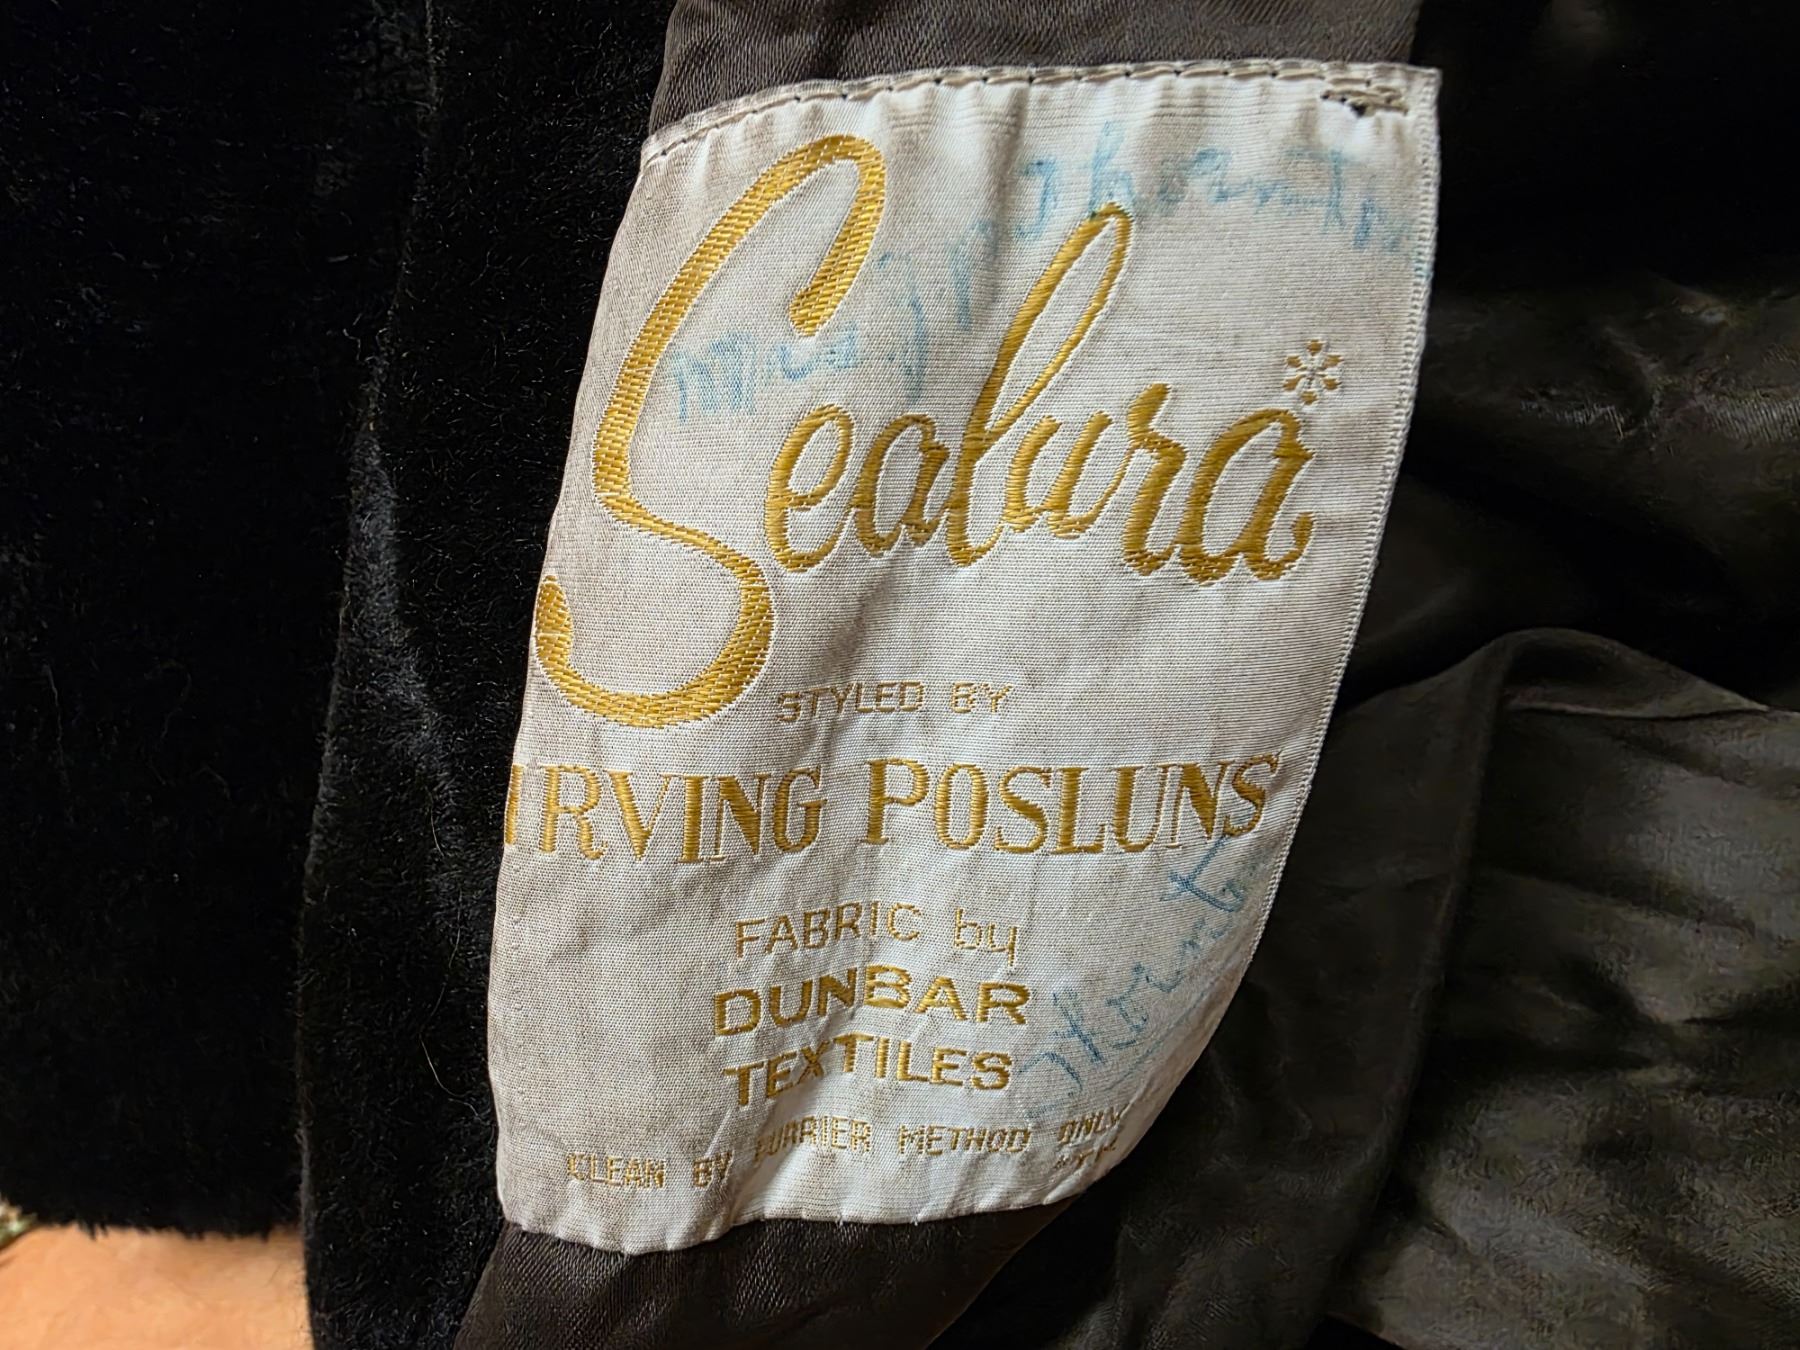 Sealura*
STYLED BY
IRVING POSLUNS
FABRIC by
DUNBAR
TEXTILES
CLEAN BY FURRIER METHOD ONLY